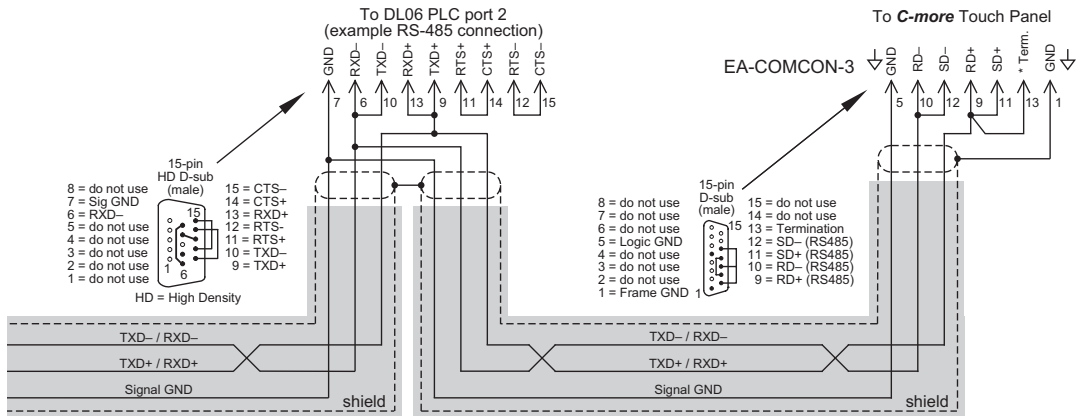 To DL06 PLC port 2
(example RS-485 connection)
GND
RXD–
TXD–
RXD+
TXD+
RTS+
CTS+
RTS–
CTS–
7
6
10
13
9
11
14
12
15
To C-more Touch Panel
EA-COMCON-3
GND
RD–
SD–
RD+
SD+
* Term.
GND
5
10
12
9
11
13
1
15-pin
HD D-sub
(male)
8 = do not use
7 = Sig GND
6 = RXD–
5 = do not use
4 = do not use
3 = do not use
2 = do not use
1 = do not use
15
1
6
15 = CTS–
14 = CTS+
13 = RXD+
12 = RTS-
11 = RTS+
10 = TXD–
9 = TXD+
HD = High Density
15-pin
D-sub
(male)
8 = do not use
7 = do not use
6 = do not use
5 = Logic GND
4 = do not use
3 = do not use
2 = do not use
1 = Frame GND
15
1
15 = do not use
14 = do not use
13 = Termination
12 = SD– (RS485)
11 = SD+ (RS485)
10 = RD– (RS485)
9 = RD+ (RS485)
TXD– / RXD–
TXD+ / RXD+
Signal GND
shield
TXD– / RXD–
TXD+ / RXD+
Signal GND
shield